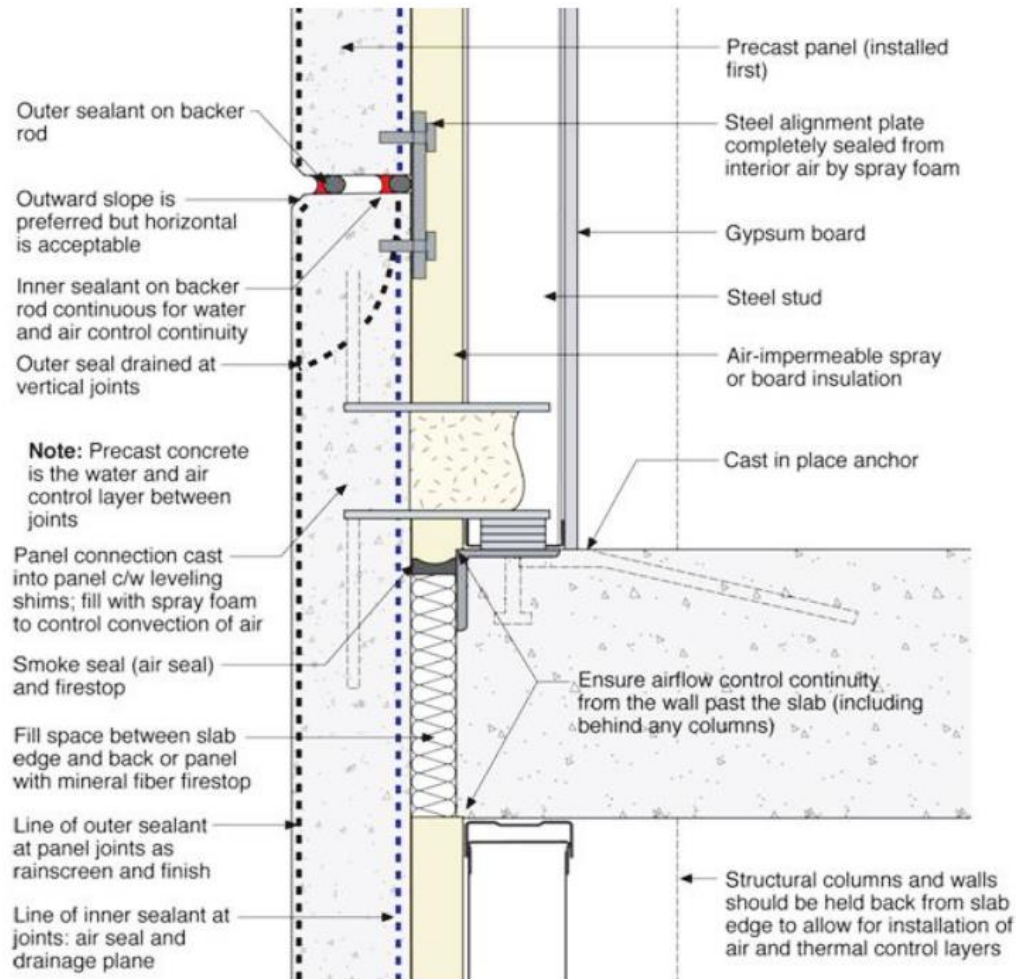 Outer sealant on backer
rod
Outward slope is
preferred but horizontal
is acceptable
Inner sealant on backer
rod continuous for water
and air control continuity
Outer seal drained at
vertical joints
Note: Precast concrete
is the water and air
control layer between
joints
Panel connection cast
into panel c/w leveling
shims; fill with spray foam
to control convection of air
Smoke seal (air seal)
and firestop
Fill space between slab
edge and back or panel
with mineral fiber firestop
Line of outer sealant
at panel joints as
rainscreen and finish
Line of inner sealant at
joints: air seal and
drainage plane
Precast panel (installed
first)
Steel alignment plate
completely sealed from
interior air by spray foam
Gypsum board
Steel stud
Air-impermeable spray
or board insulation
Cast in place anchor
Ensure airflow control continuity
from the wall past the slab (including
behind any columns)
Structural columns and walls
should be held back from slab
edge to allow for installation of
air and thermal control layers